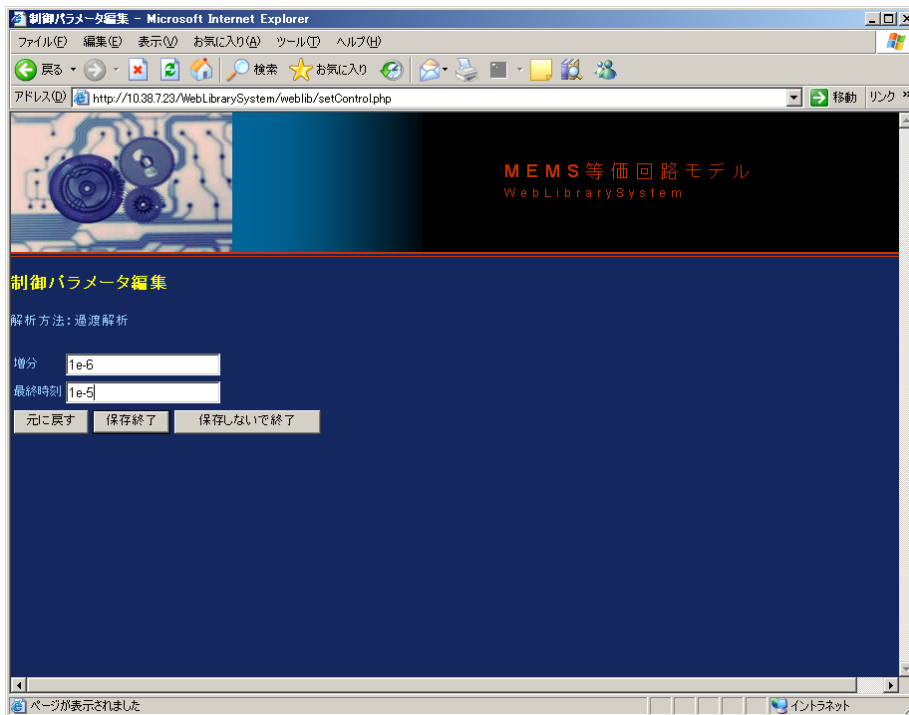 制御パラメータ編集 - Microsoft Internet Explorer
ファイル(F) 編集(E) 表示(V) お気に入り(A) ツール(T) ヘルプ(H)
戻る 検索 お気に入り
アドレス(D) http://10.38.7.23/WebLibrarySystem/weblib/setControl.php 移動 リンク »
MEMS等価回路モデル
WebLibrarySystem
制御パラメータ編集
解析方法:過渡解析
増分 1e-6
最終時刻 1e-5
元に戻す 保存終了 保存しないで終了
ページが表示されました イントラネット